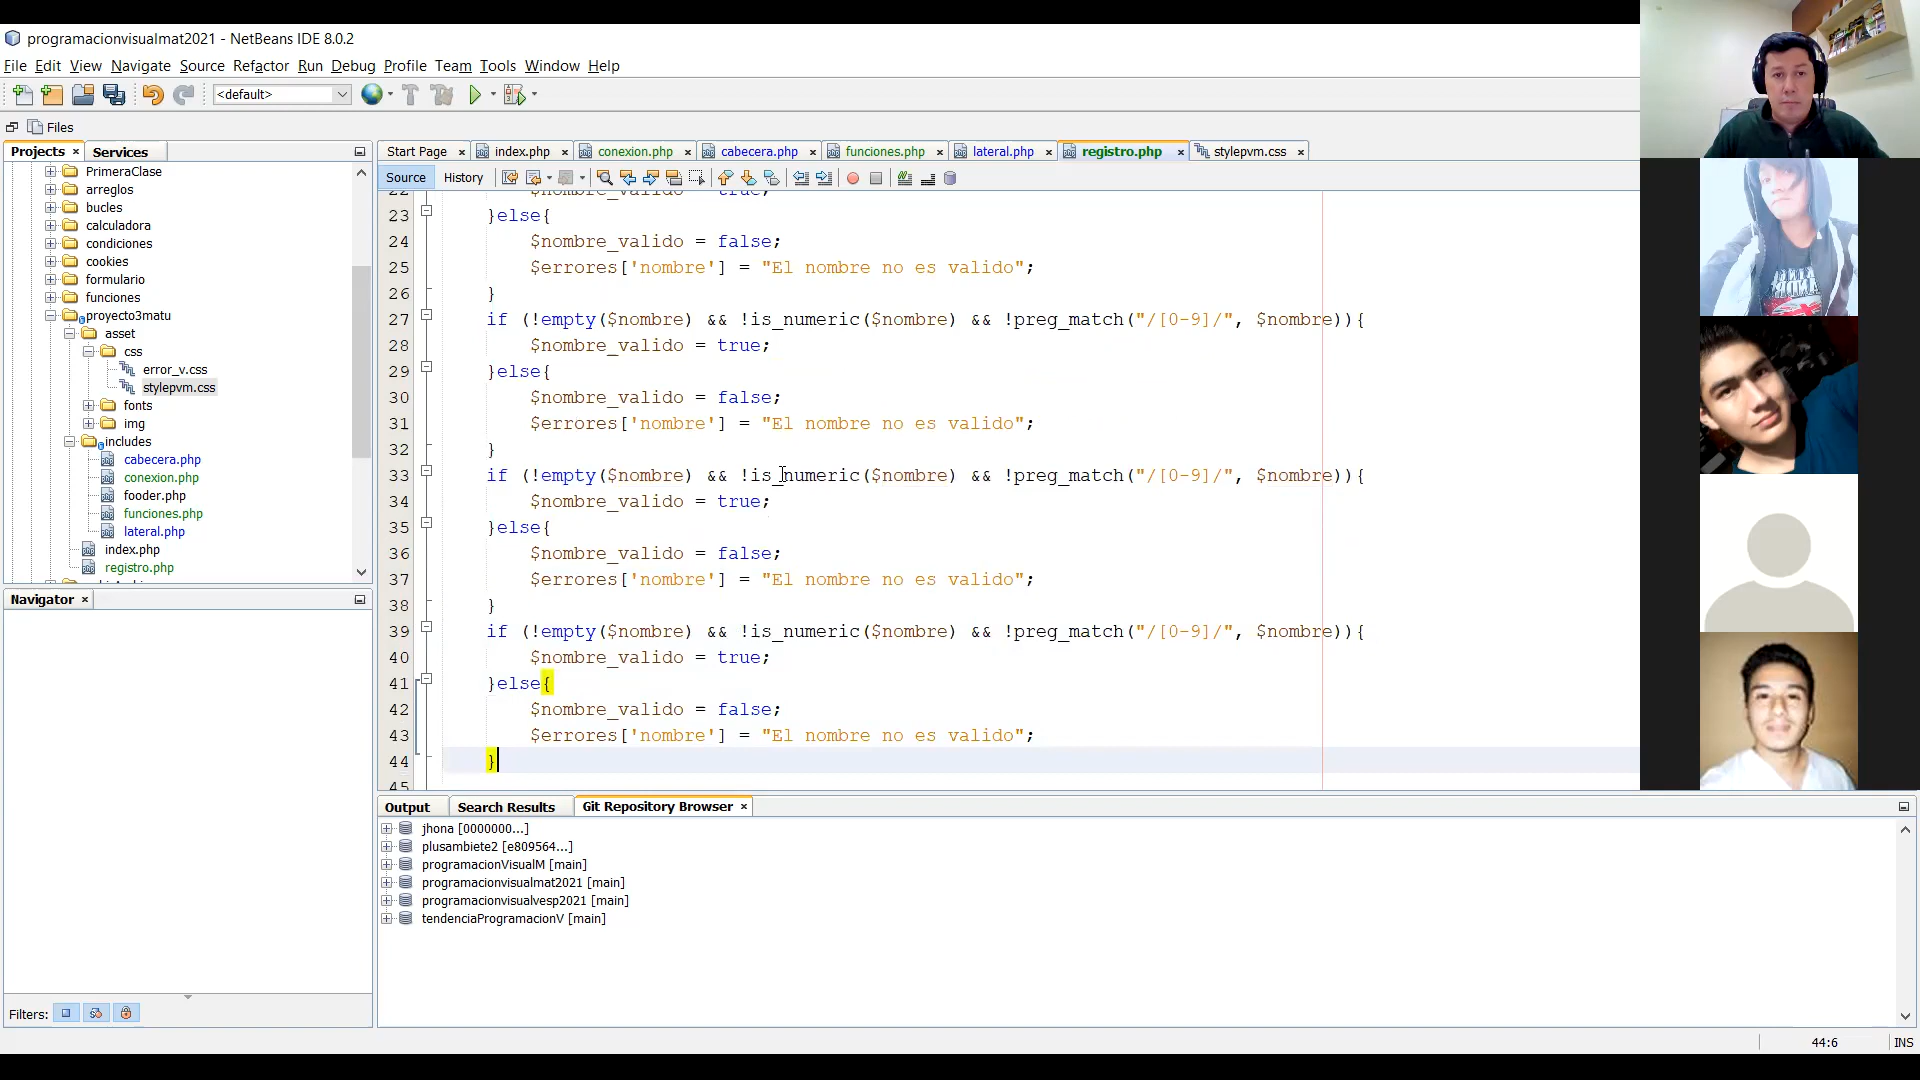 programacionvisualmat2021 - NetBeans IDE 8.0.2
File Edit View Navigate Source Refactor Run Debug Profile Team Tools Window Help
<default>
Files
Projects × Services
Start Page × index.php × conexion.php × cabecera.php × funciones.php × lateral.php × registro.php × stylepvm.css ×
Source History
PrimeraClase
arreglos
bucles
calculadora
condiciones
cookies
formulario
funciones
proyecto3matu
asset
css
error_v.css
stylepvm.css
fonts
img
includes
cabecera.php
conexion.php
fooder.php
funciones.php
lateral.php
index.php
registro.php
22 $nombre_valido = true;
23 }else{
24 $nombre_valido = false;
25 $errores['nombre'] = "El nombre no es valido";
26 }
27 if (!empty($nombre) && !is_numeric($nombre) && !preg_match("/[0-9]/", $nombre)){
28 $nombre_valido = true;
29 }else{
30 $nombre_valido = false;
31 $errores['nombre'] = "El nombre no es valido";
32 }
33 if (!empty($nombre) && !is_numeric($nombre) && !preg_match("/[0-9]/", $nombre)){
34 $nombre_valido = true;
35 }else{
36 $nombre_valido = false;
37 $errores['nombre'] = "El nombre no es valido";
38 }
39 if (!empty($nombre) && !is_numeric($nombre) && !preg_match("/[0-9]/", $nombre)){
40 $nombre_valido = true;
41 }else{
42 $nombre_valido = false;
43 $errores['nombre'] = "El nombre no es valido";
44 }
45
Navigator ×
Filters:
Output Search Results Git Repository Browser ×
jhona [0000000...]
plusambiete2 [e809564...]
programacionVisualM [main]
programacionvisualmat2021 [main]
programacionvisualvesp2021 [main]
tendenciaProgramacionV [main]
44:6 INS